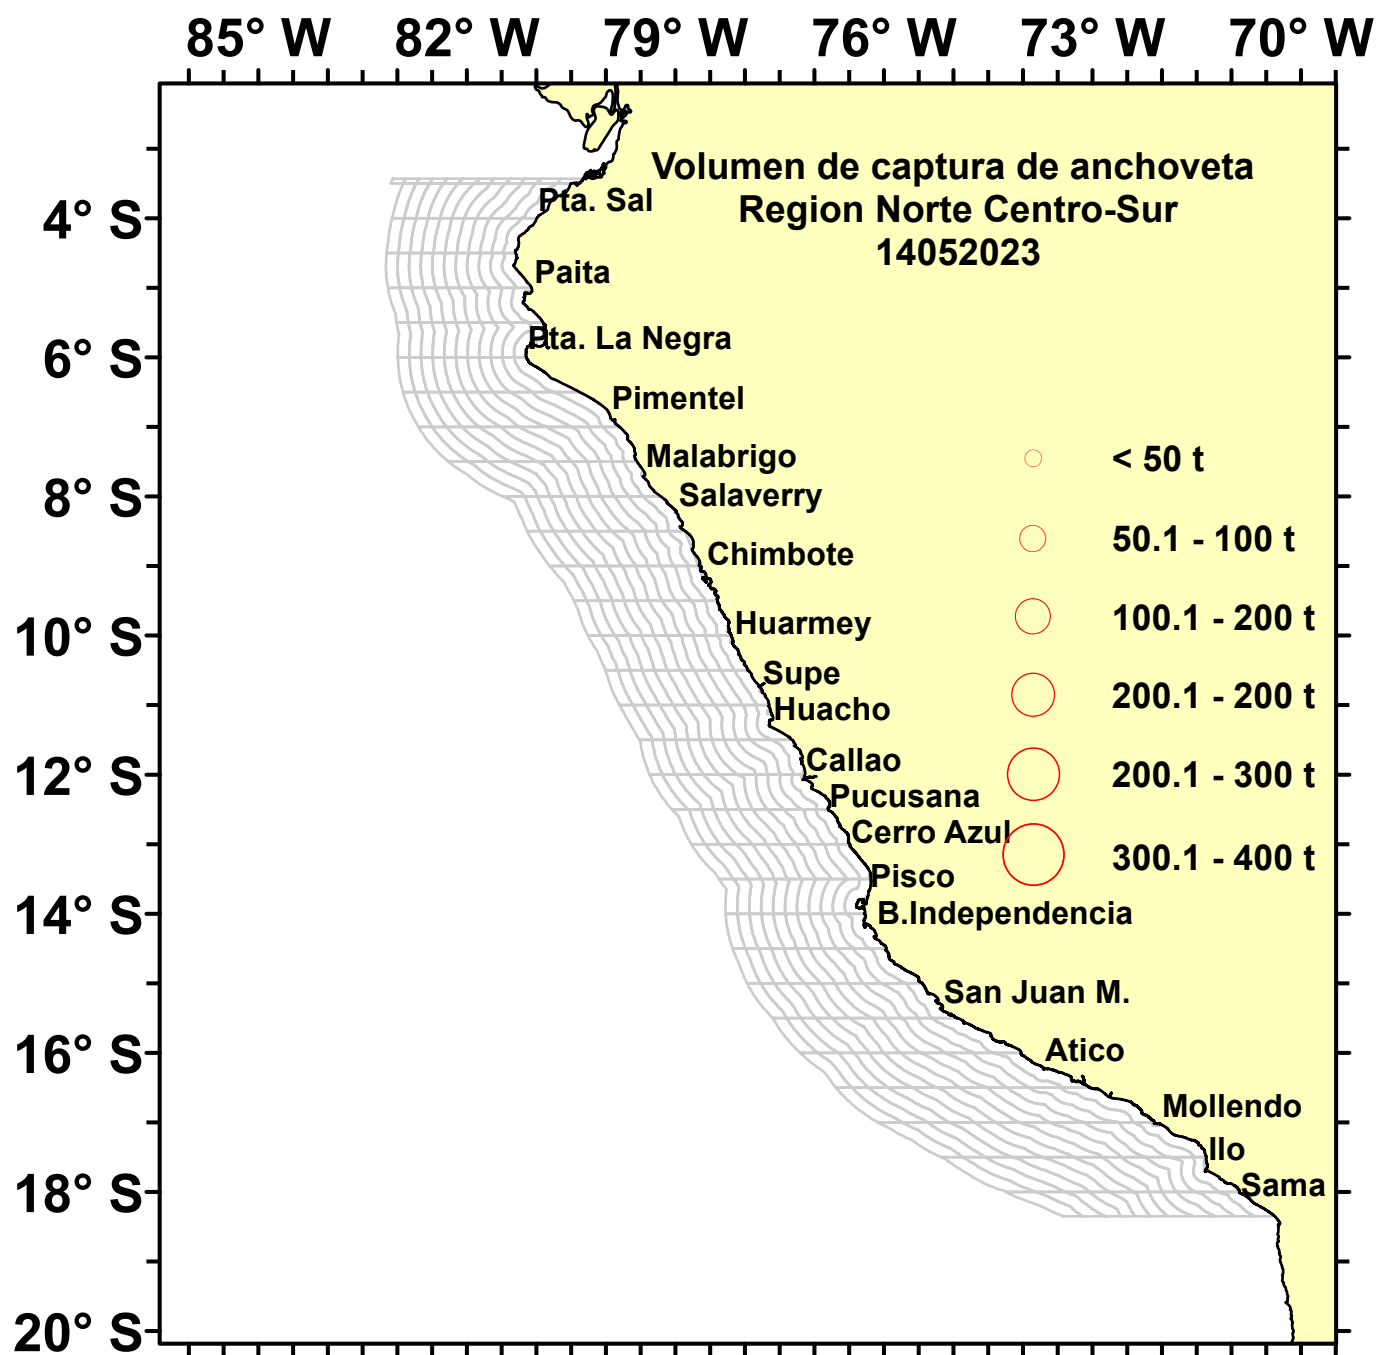 85° W 82° W 79° W 76° W 73° W 70° W
Volumen de captura de anchoveta
Region Norte Centro-Sur
14052023
4° S
6° S
8° S
10° S
12° S
14° S
16° S
18° S
20° S
Pta. Sal
Paita
Pta. La Negra
Pimentel
Malabrigo
Salaverry
Chimbote
Huarmey
Supe
Huacho
Callao
Pucusana
Cerro Azul
Pisco
B.Independencia
San Juan M.
Atico
Mollendo
Ilo
Sama
< 50 t
50.1 - 100 t
100.1 - 200 t
200.1 - 200 t
200.1 - 300 t
300.1 - 400 t